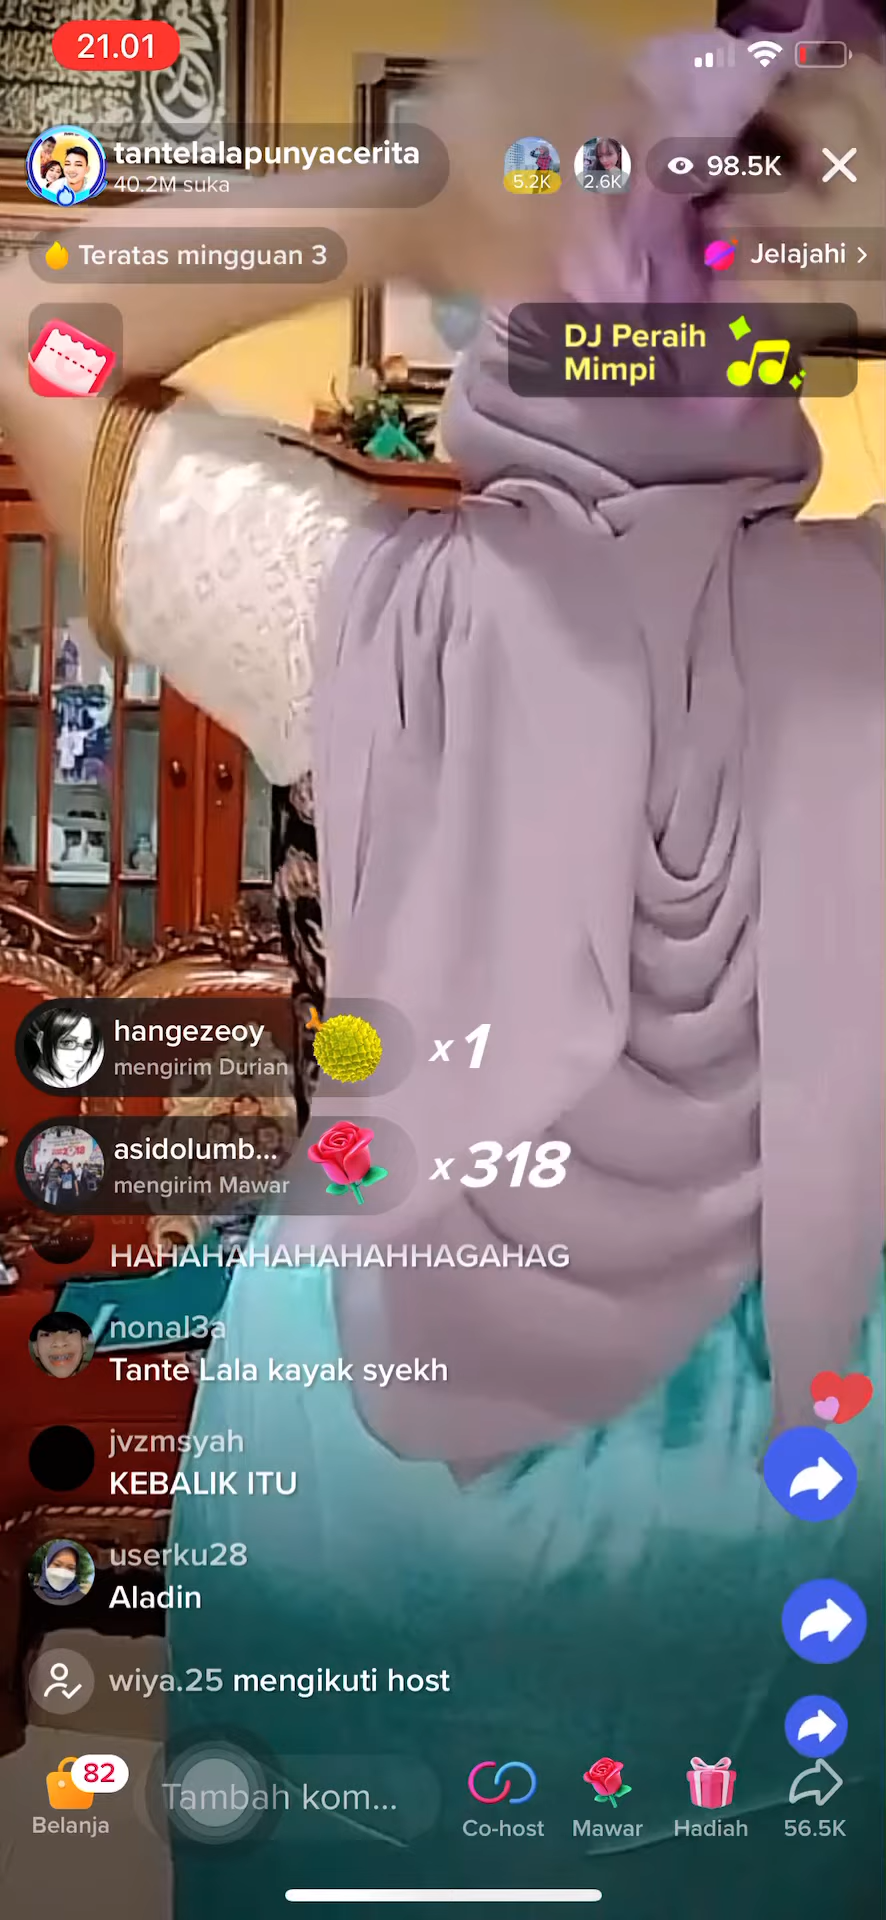 21.01
tantelalapunyacerita
40.2M suka
5.2K
2.6K
98.5K
Teratas mingguan 3
Jelajahi >
DJ Peraih
Mimpi
hangezeoy
mengirim Durian
x1
asidolumb...
mengirim Mawar
x318
HAHAHAHAHAHAHHAGAHAG
nonal3a
Tante Lala kayak syekh
jvzmsyah
KEBALIK ITU
userku28
Aladin
wiya.25 mengikuti host
82
Belanja
Tambah kom...
Co-host
Mawar
Hadiah
56.5K